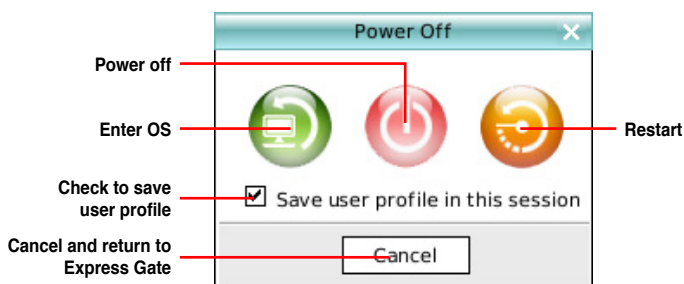 Power Off
Power off
Enter OS
Restart
Check to save
user profile
Save user profile in this session
Cancel and return to
Express Gate
Cancel